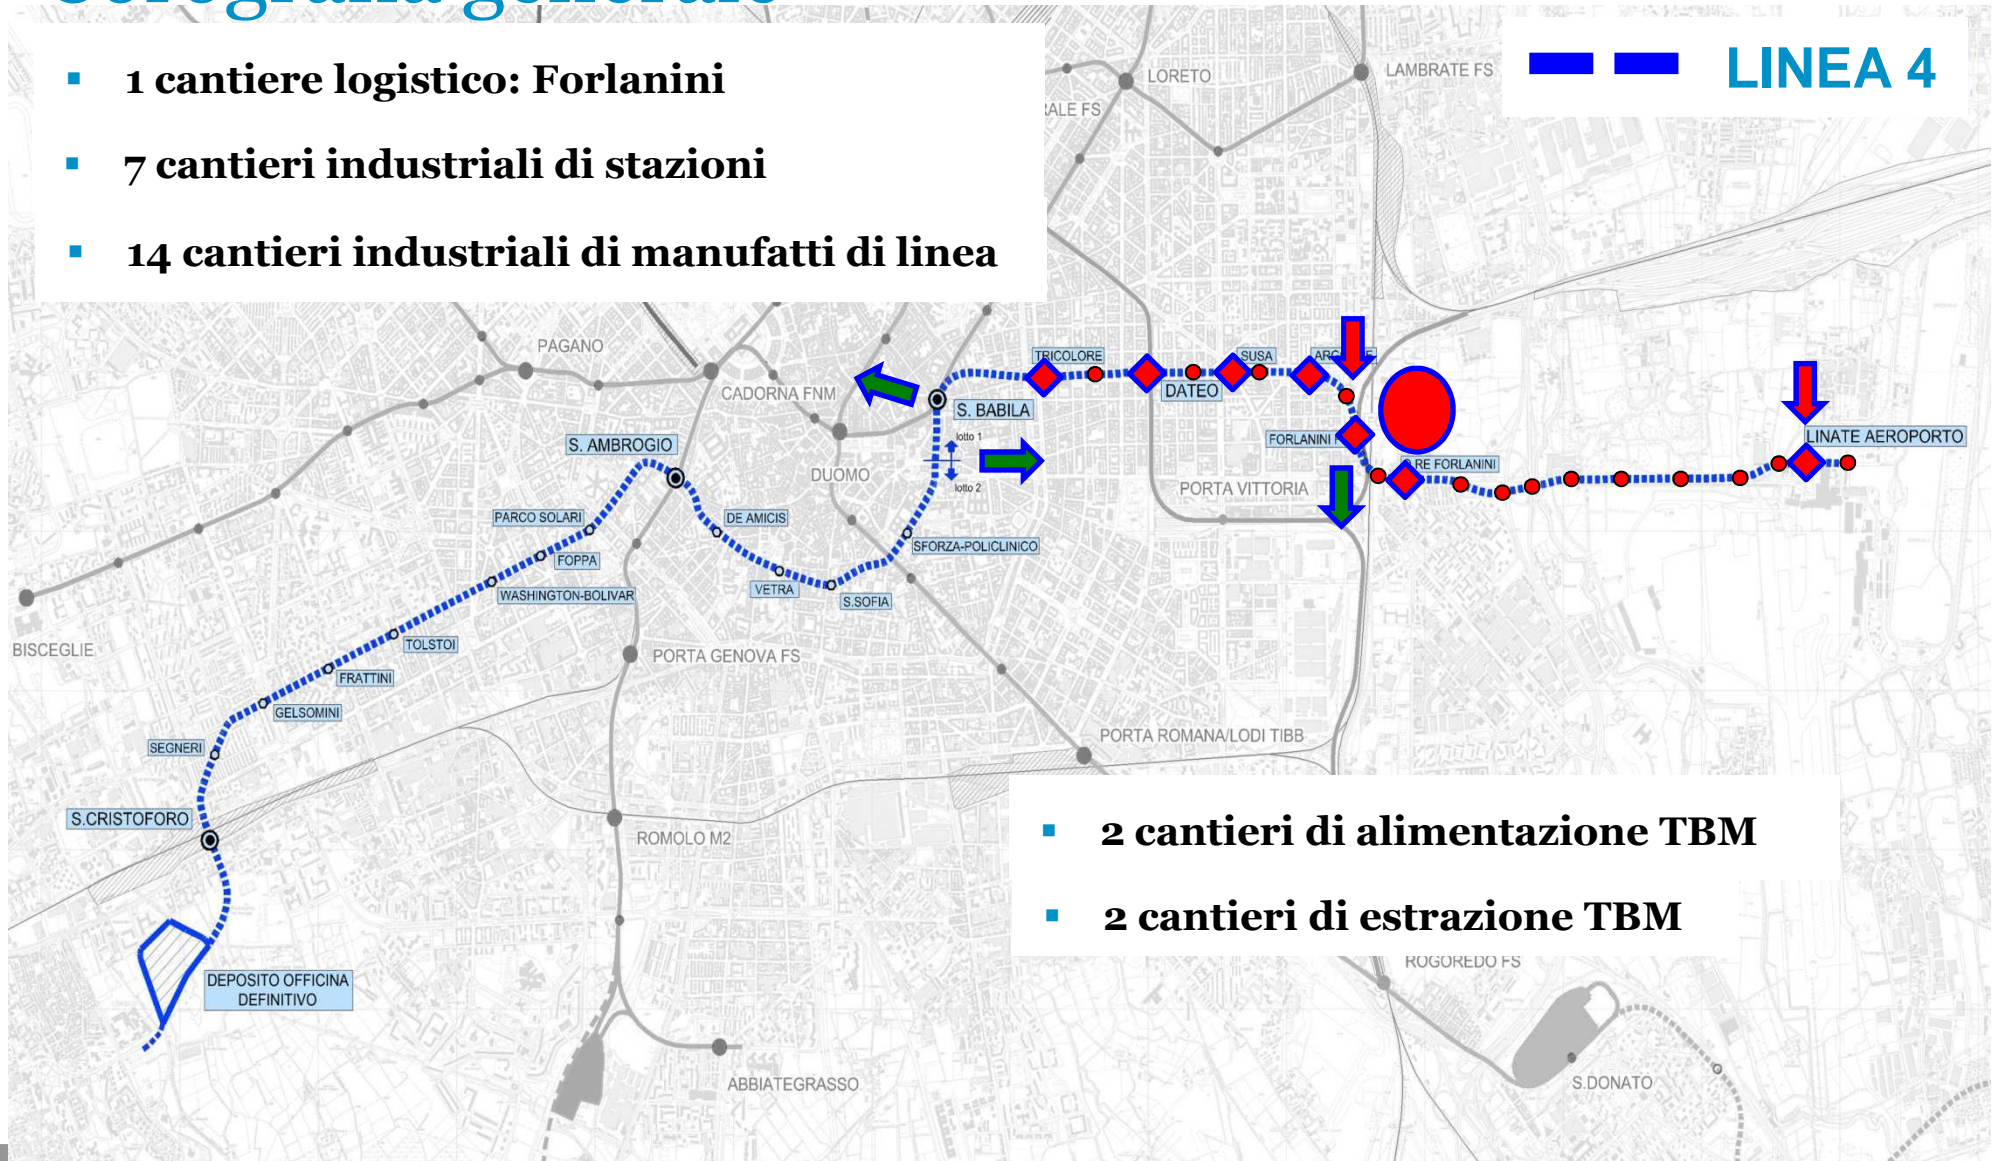 1 cantiere logistico: Forlanini
7 cantieri industriali di stazioni
14 cantieri industriali di manufatti di linea
LINEA 4
LORETO
LAMBRATE FS
RALE FS
PAGANO
CADORNA FNM
S. AMBROGIO
DUOMO
S. BABILA
lotto 1
lotto 2
TRICOLORE
DATEO
SUSA
FORLANINI
RE FORLANINI
LINATE AEROPORTO
PORTA VITTORIA
PARCO SOLARI
FOPPA
WASHINGTON-BOLIVAR
DE AMICIS
VETRA
S.SOFIA
SFORZA-POLICLINICO
TOLSTOI
FRATTINI
GELSOMINI
BISCEGLIE
PORTA GENOVA FS
SEGNERI
S.CRISTOFORO
ROMOLO M2
PORTA ROMANA/LODI TIBB
2 cantieri di alimentazione TBM
2 cantieri di estrazione TBM
ROGOREDO FS
DEPOSITO OFFICINA
DEFINITIVO
ABBIATEGRASSO
S.DONATO